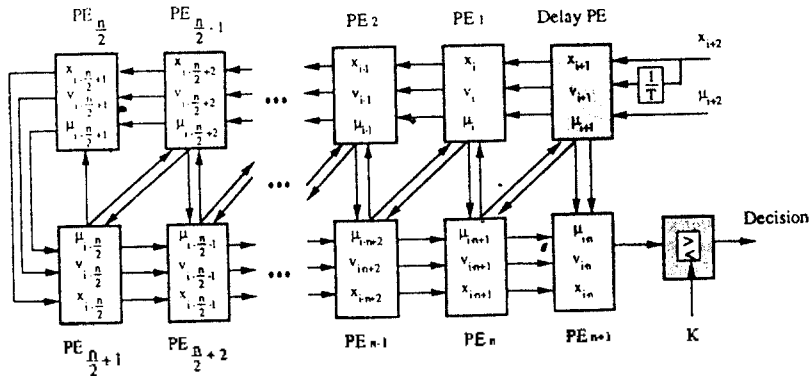 PE n/2 PE n/2 -1 PE 2 PE 1 Delay PE
x i-n/2+1 x i-n/2+2 x i-1 x i x i+1 x i+2
v i-n/2+1 v i-n/2+2 ••• v i-1 v i v i+1 1/T
μ i-n/2+1 μ i-n/2+2 μ i-1 μ i μ i+1 μ i+2
•••
μ i-n/2 μ i-n/2-1 μ i-n+2 μ i-n+1 μ i-n Decision
v i-n/2 v i-n/2-1 ••• v i-n+2 v i-n+1 v i-n > <
x i-n/2 x i-n/2-1 x i-n+2 x i-n+1 x i-n
PE n/2 +1 PE n/2 +2 PE n-1 PE n PE n+1 K